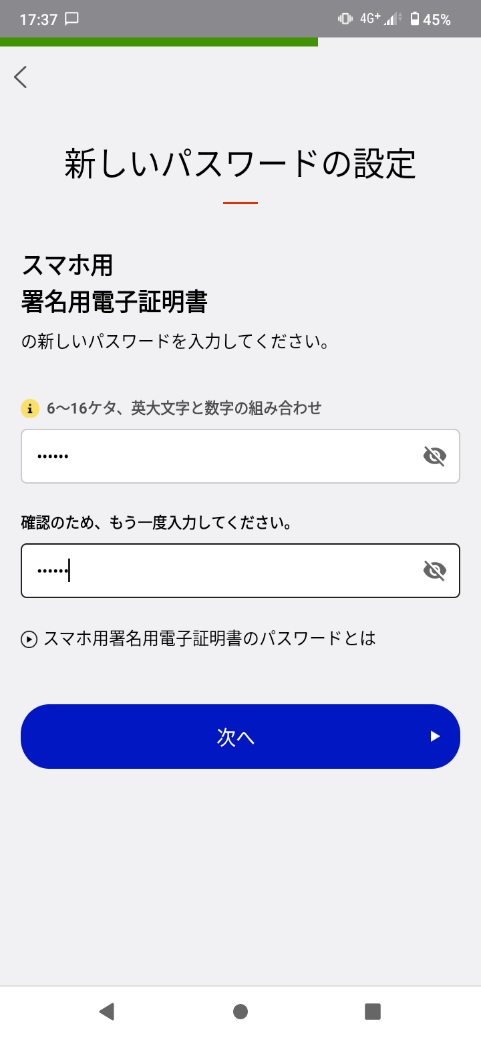 17:37
4G+
45%
新しいパスワードの設定
スマホ用
署名用電子証明書
の新しいパスワードを入力してください。
6〜16ケタ、英大文字と数字の組み合わせ
••••••
確認のため、もう一度入力してください。
••••••
スマホ用署名用電子証明書のパスワードとは
次へ